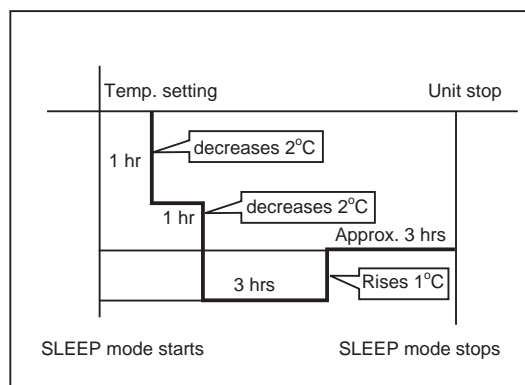 Temp. setting
Unit stop
1 hr
decreases 2°C
1 hr
decreases 2°C
Approx. 3 hrs
3 hrs
Rises 1°C
SLEEP mode starts
SLEEP mode stops